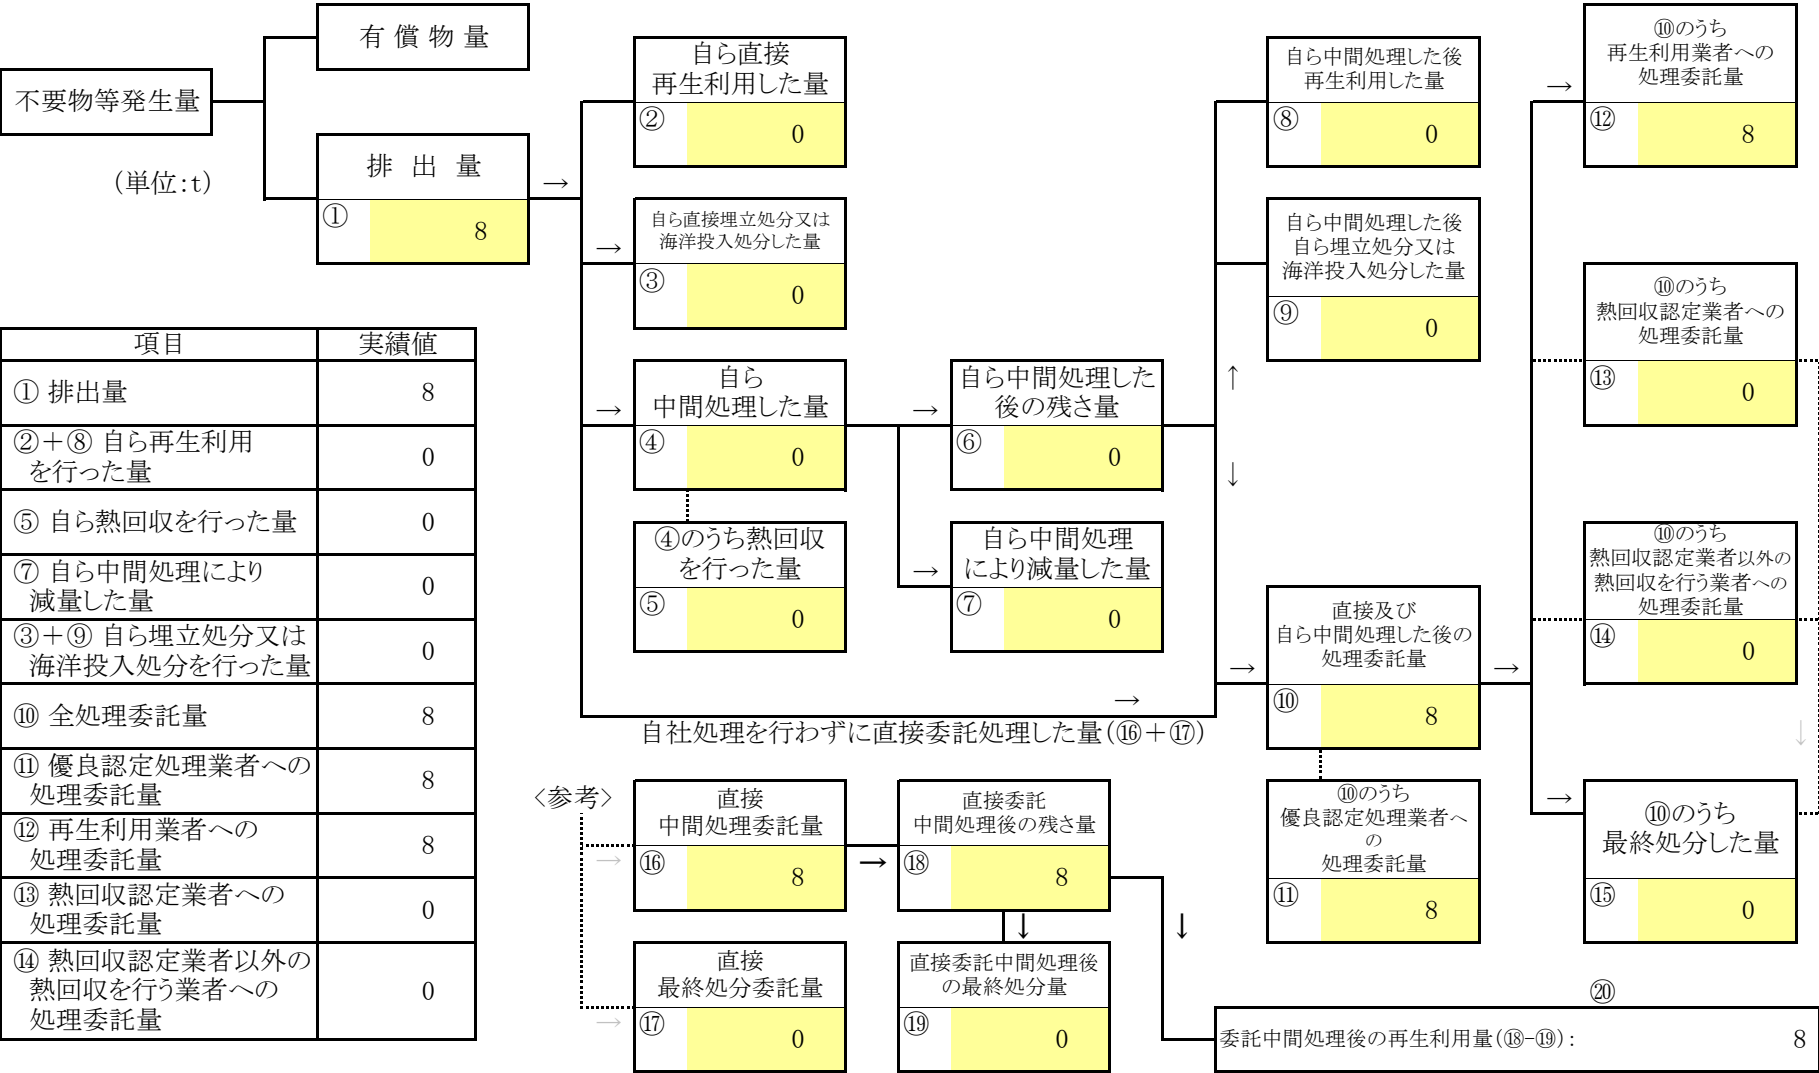 有 償 物 量
不要物等発生量
排 出 量
(単位:t)
→
①
8
自ら直接
再生利用した量
②
0
自ら直接埋立処分又は
海洋投入処分した量
→
③
0
自ら
中間処理した量
→
④
0
④のうち熱回収
を行った量
⑤
0
自ら中間処理した
後の残さ量
→
⑥
0
自ら中間処理
により減量した量
→
⑦
0
自ら中間処理した後
再生利用した量
⑧
0
自ら中間処理した後
自ら埋立処分又は
海洋投入処分した量
⑨
0
↑
↓
直接及び
自ら中間処理した後の
処理委託量
→
⑩
8
→
自社処理を行わずに直接委託処理した量(⑯+⑰)
⑩のうち
優良認定処理業者へ
の
処理委託量
⑪
8
→
⑩のうち
再生利用業者への
処理委託量
→
⑫
8
⑩のうち
熱回収認定業者への
処理委託量
⑬
0
⑩のうち
熱回収認定業者以外の
熱回収を行う業者への
処理委託量
⑭
0
↓
⑩のうち
最終処分した量
→
⑮
0
項目 実績値
① 排出量 8
②+⑧ 自ら再生利用
を行った量 0
⑤ 自ら熱回収を行った量 0
⑦ 自ら中間処理により
減量した量 0
③+⑨ 自ら埋立処分又は
海洋投入処分を行った量 0
⑩ 全処理委託量 8
⑪ 優良認定処理業者への
処理委託量 8
⑫ 再生利用業者への
処理委託量 8
⑬ 熱回収認定業者への
処理委託量 0
⑭ 熱回収認定業者以外の
熱回収を行う業者への
処理委託量 0
<参考>
直接
中間処理委託量
→
⑯
8
直接
最終処分委託量
→
⑰
0
直接委託
中間処理後の残さ量
→
⑱
8
↓
直接委託中間処理後
の最終処分量
⑲
0
↓
⑳
委託中間処理後の再生利用量(⑱-⑲): 8